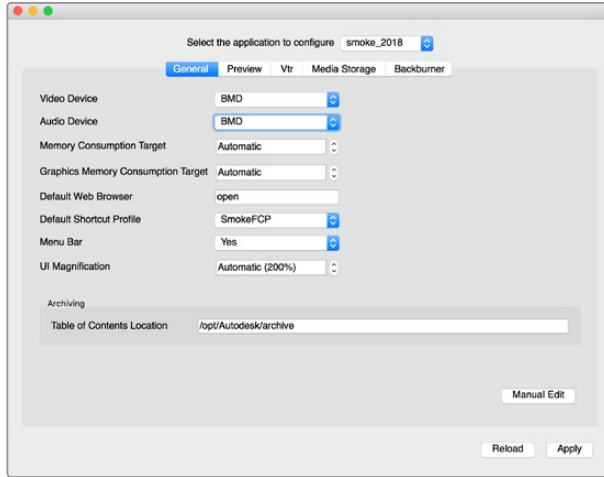 Select the application to configure smoke_2018
General Preview Vtr Media Storage Backburner
Video Device BMD
Audio Device BMD
Memory Consumption Target Automatic
Graphics Memory Consumption Target Automatic
Default Web Browser open
Default Shortcut Profile SmokeFCP
Menu Bar Yes
UI Magnification Automatic (200%)
Archiving
Table of Contents Location /opt/Autodesk/archive
Manual Edit
Reload Apply